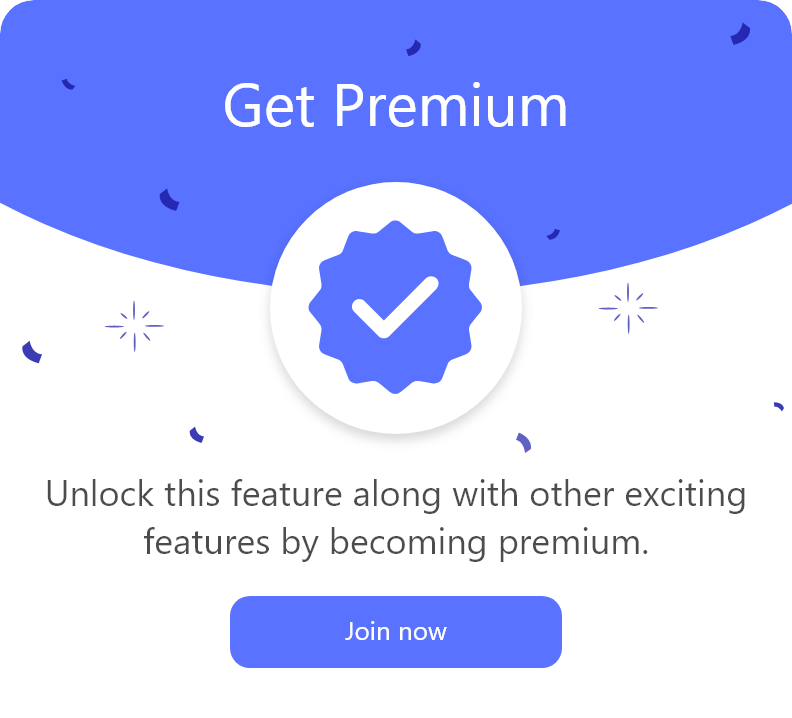 Get Premium
Unlock this feature along with other exciting
features by becoming premium.
Join now